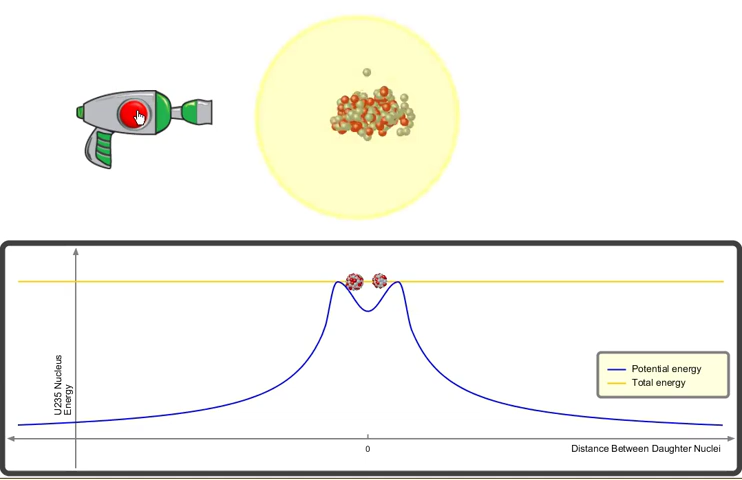 U235 Nucleus
Energy
Potential energy
Total energy
0
Distance Between Daughter Nuclei